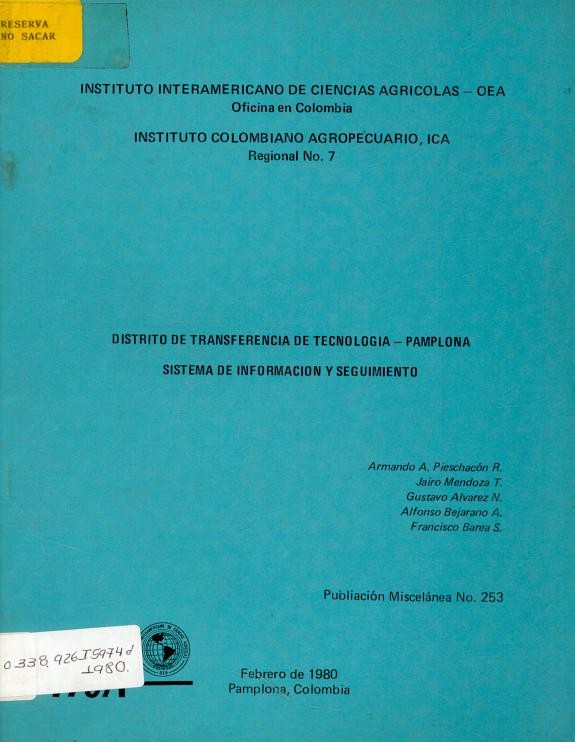 RESERVA
NO SACAR
INSTITUTO INTERAMERICANO DE CIENCIAS AGRICOLAS – OEA
Oficina en Colombia
INSTITUTO COLOMBIANO AGROPECUARIO, ICA
Regional No. 7
DISTRITO DE TRANSFERENCIA DE TECNOLOGIA – PAMPLONA
SISTEMA DE INFORMACION Y SEGUIMIENTO
Armando A. Pieschacón R.
Jairo Mendoza T.
Gustavo Alvarez N.
Alfonso Bejarano A.
Francisco Barea S.
Publiación Miscelánea No. 253
1980.
Febrero de 1980
Pamplona, Colombia